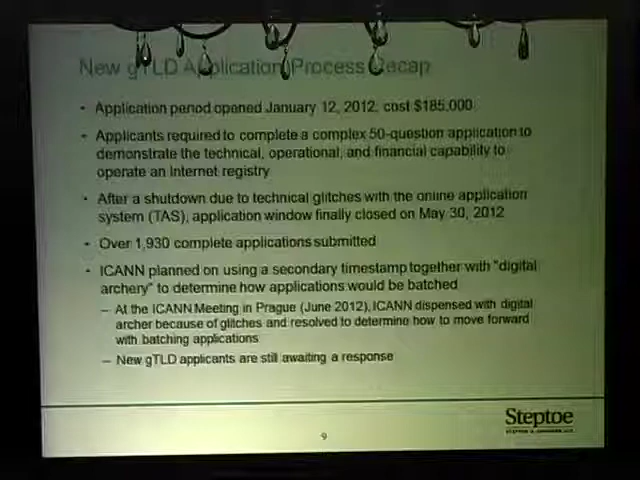 New gTLD Application Process Recap
• Application period opened January 12, 2012, cost $185,000
• Applicants required to complete a complex 50-question application to
demonstrate the technical, operational, and financial capability to
operate an Internet registry
• After a shutdown due to technical glitches with the online application
system (TAS), application window finally closed on May 30, 2012
• Over 1,930 complete applications submitted
• ICANN planned on using a secondary timestamp together with "digital
archery" to determine how applications would be batched
– At the ICANN Meeting in Prague (June 2012), ICANN dispensed with digital
archer because of glitches and resolved to determine how to move forward
with batching applications
– New gTLD applicants are still awaiting a response
Steptoe
9